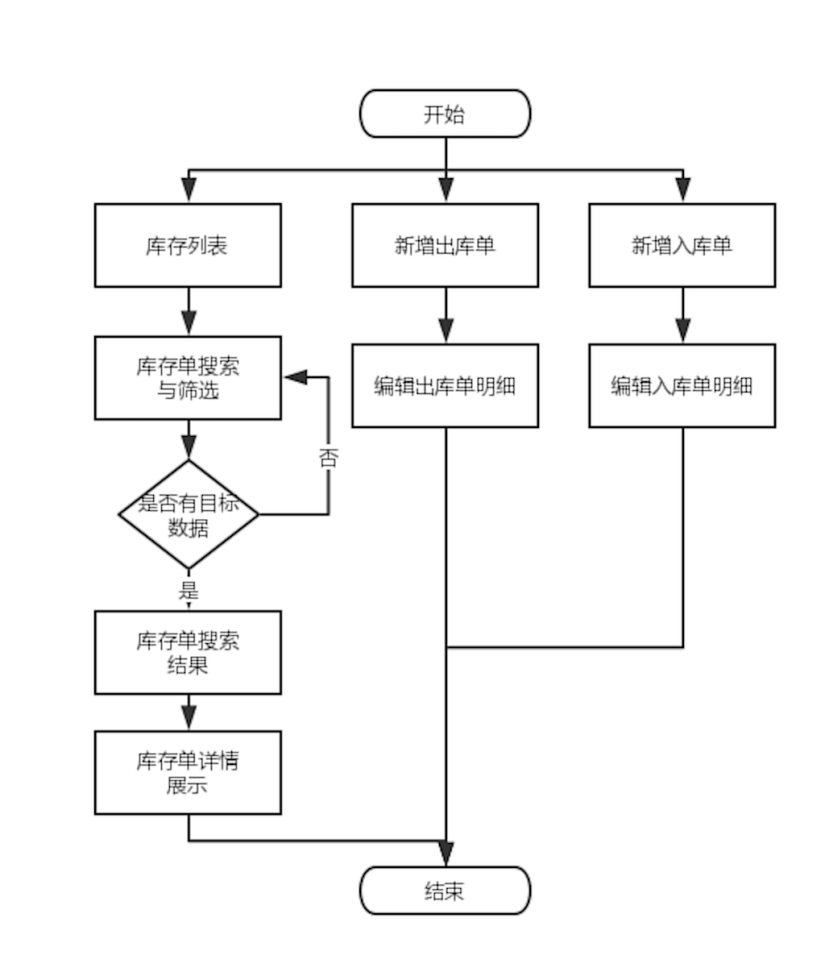 开始
库存列表
新增出库单
新增入库单
库存单搜索
与筛选
编辑出库单明细
编辑入库单明细
否
是否有目标
数据
是
库存单搜索
结果
库存单详情
展示
结束